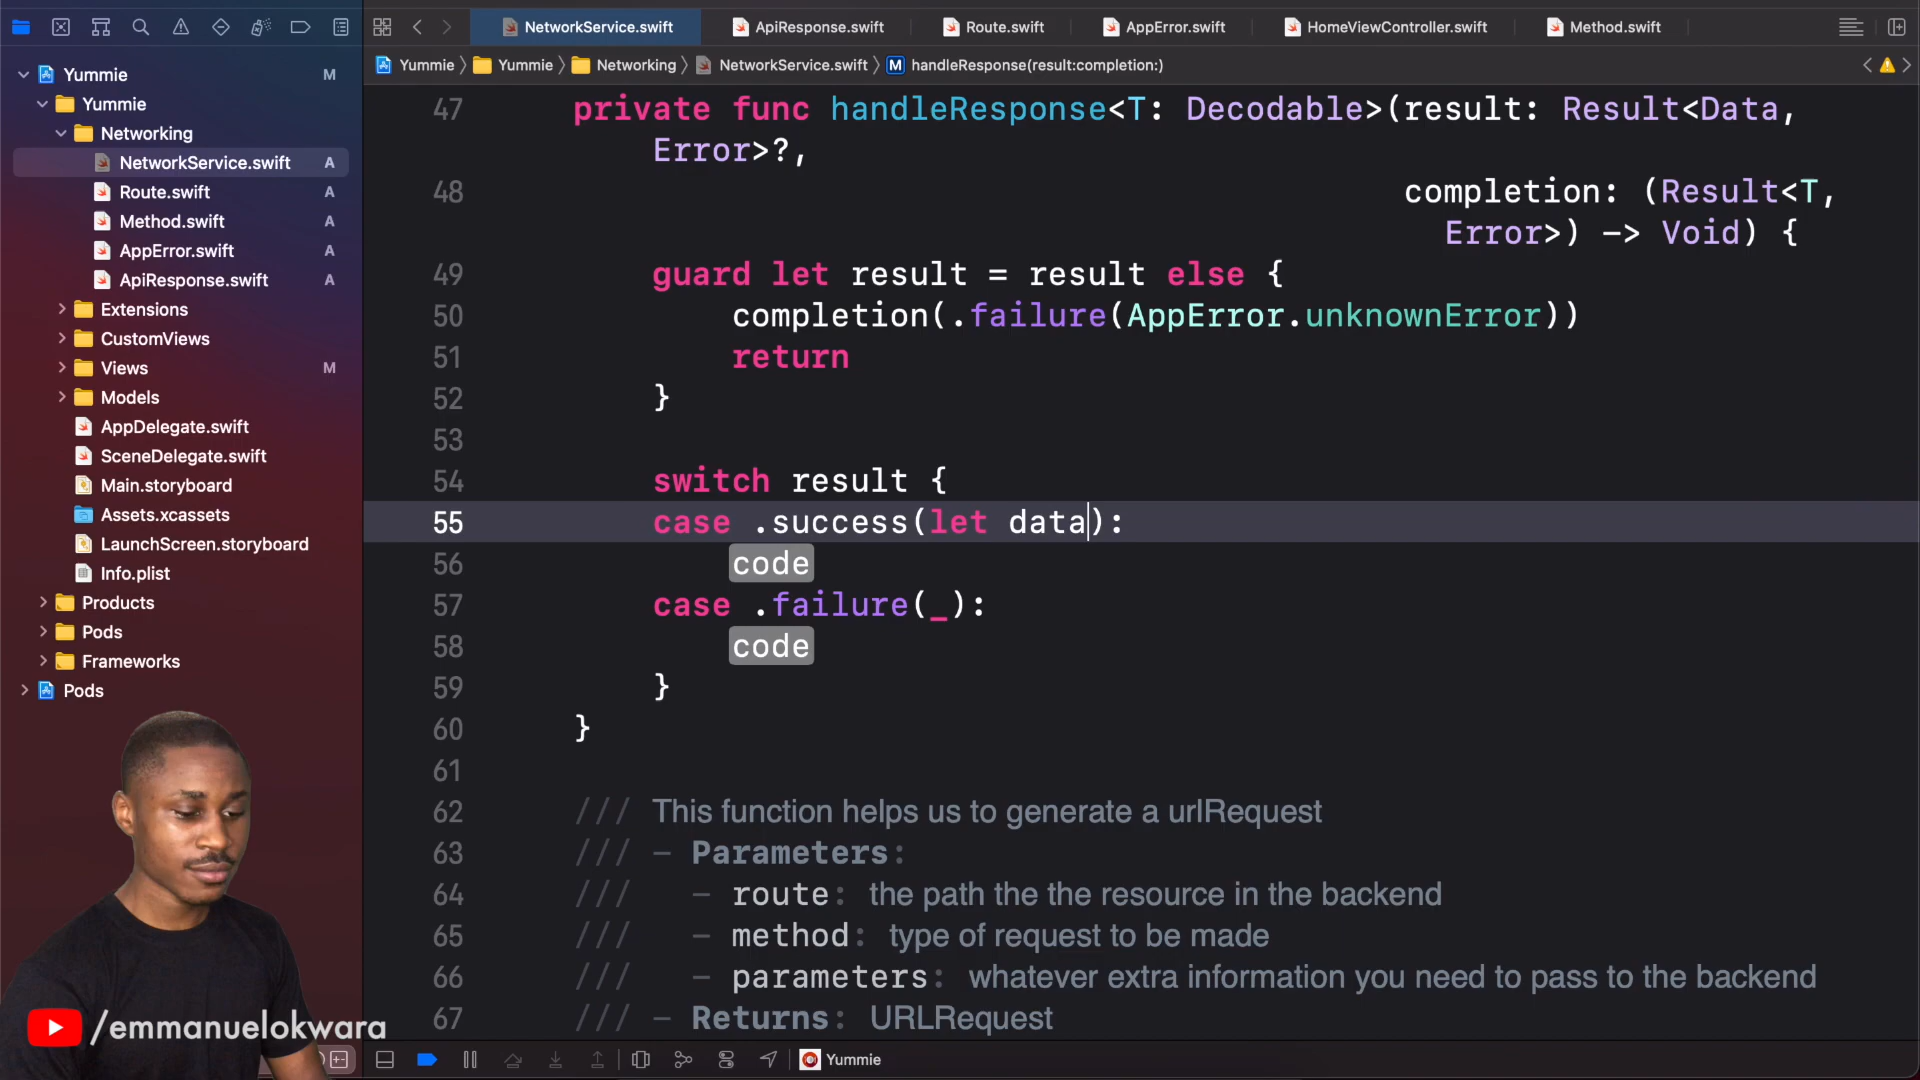 NetworkService.swift
ApiResponse.swift
Route.swift
AppError.swift
HomeViewController.swift
Method.swift
Yummie
Yummie
Networking
NetworkService.swift
M
handleResponse(result:completion:)
Yummie
M
Yummie
Networking
NetworkService.swift
A
Route.swift
A
Method.swift
A
AppError.swift
A
ApiResponse.swift
A
Extensions
CustomViews
Views
M
Models
AppDelegate.swift
SceneDelegate.swift
Main.storyboard
Assets.xcassets
LaunchScreen.storyboard
Info.plist
Products
Pods
Frameworks
Pods
47 private func handleResponse<T: Decodable>(result: Result<Data,
Error>?,
48 completion: (Result<T,
Error>) -> Void) {
49 guard let result = result else {
50 completion(.failure(AppError.unknownError))
51 return
52 }
53
54 switch result {
55 case .success(let data):
56 code
57 case .failure(_):
58 code
59 }
60 }
61
62 /// This function helps us to generate a urlRequest
63 /// - Parameters:
64 /// - route: the path the the resource in the backend
65 /// - method: type of request to be made
66 /// - parameters: whatever extra information you need to pass to the backend
67 /// - Returns: URLRequest
/emmanuelokwara
Yummie